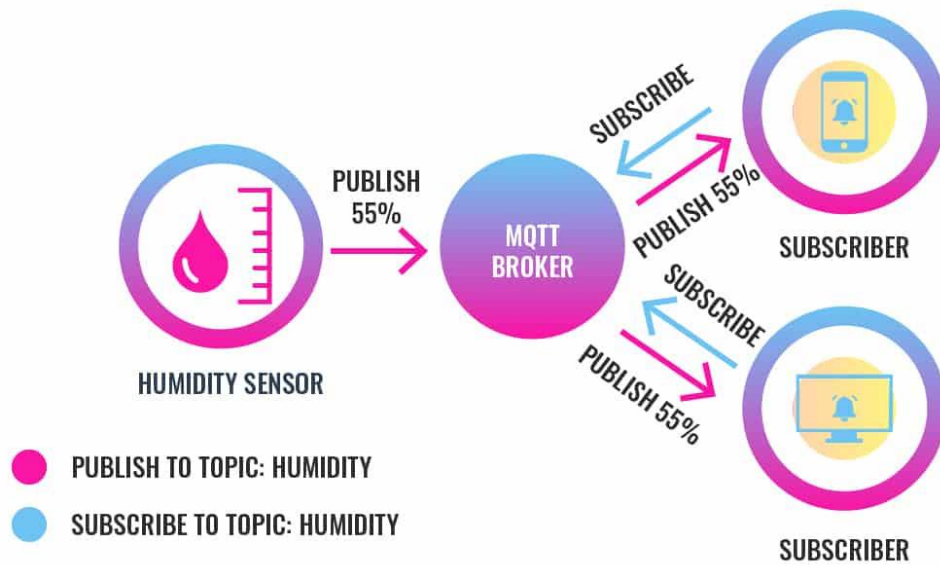 PUBLISH
55%
HUMIDITY SENSOR
MQTT
BROKER
SUBSCRIBE
PUBLISH 55%
SUBSCRIBER
SUBSCRIBE
PUBLISH 55%
SUBSCRIBER
PUBLISH TO TOPIC: HUMIDITY
SUBSCRIBE TO TOPIC: HUMIDITY